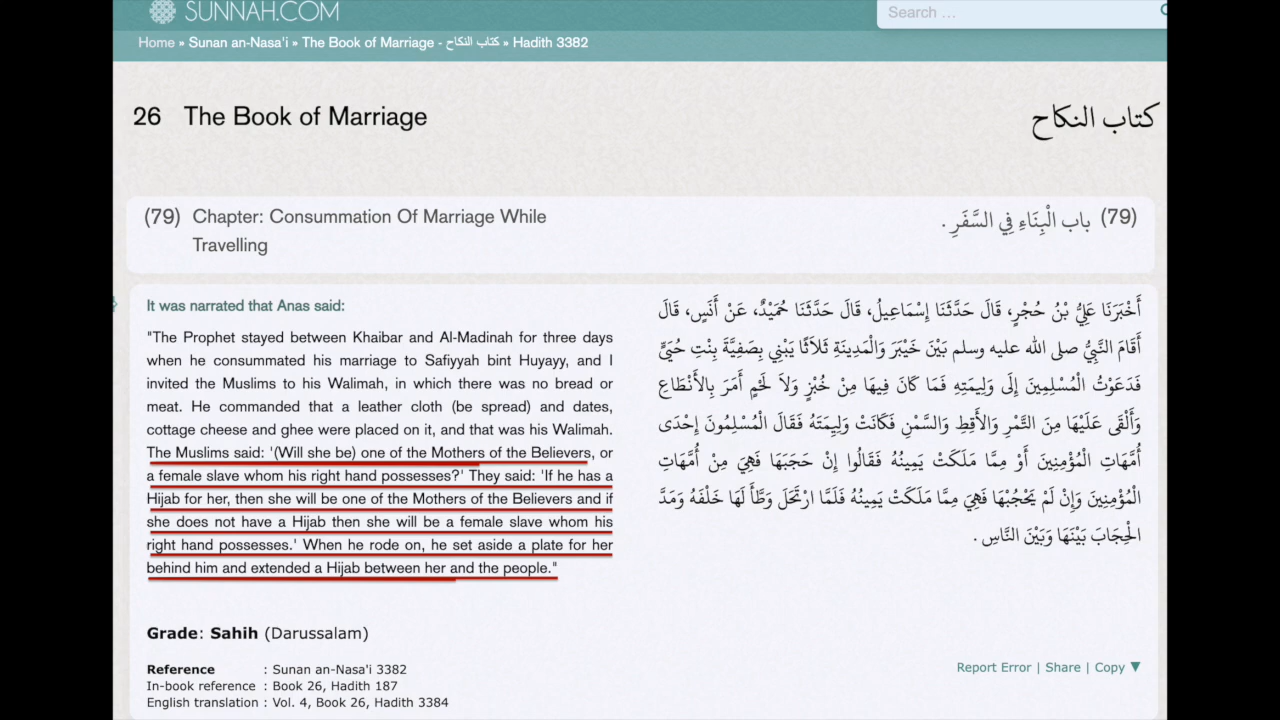 SUNNAH.COM
Search ...
Home » Sunan an-Nasa'i » The Book of Marriage - كتاب النكاح » Hadith 3382
26 The Book of Marriage
كتاب النكاح
(79) Chapter: Consummation Of Marriage While
Travelling
(79) باب الْبِنَاءِ فِي السَّفَرِ .
It was narrated that Anas said:
"The Prophet stayed between Khaibar and Al-Madinah for three days
when he consummated his marriage to Safiyyah bint Huyayy, and I
invited the Muslims to his Walimah, in which there was no bread or
meat. He commanded that a leather cloth (be spread) and dates,
cottage cheese and ghee were placed on it, and that was his Walimah.
The Muslims said: '(Will she be) one of the Mothers of the Believers, or
a female slave whom his right hand possesses?' They said: 'If he has a
Hijab for her, then she will be one of the Mothers of the Believers and if
she does not have a Hijab then she will be a female slave whom his
right hand possesses.' When he rode on, he set aside a plate for her
behind him and extended a Hijab between her and the people."
أَخْبَرَنَا عَلِيُّ بْنُ حُجْرٍ، قَالَ حَدَّثَنَا إِسْمَاعِيلُ، قَالَ حَدَّثَنَا حُمَيْدٌ، عَنْ أَنَسٍ، قَالَ
أَقَامَ النَّبِيُّ صلى الله عليه وسلم بَيْنَ خَيْبَرَ وَالْمَدِينَةِ ثَلاَثًا يَبْنِي بِصَفِيَّةَ بِنْتِ حُيَىٍّ
فَدَعَوْتُ الْمُسْلِمِينَ إِلَى وَلِيمَتِهِ فَمَا كَانَ فِيهَا مِنْ خُبْزٍ وَلاَ لَحْمٍ أَمَرَ بِالأَنْطَاعِ
وَأَلْقَى عَلَيْهَا مِنَ التَّمْرِ وَالأَقِطِ وَالسَّمْنِ فَكَانَتْ وَلِيمَتَهُ فَقَالَ الْمُسْلِمُونَ إِحْدَى
أُمَّهَاتِ الْمُؤْمِنِينَ أَوْ مِمَّا مَلَكَتْ يَمِينُهُ فَقَالُوا إِنْ حَجَبَهَا فَهِيَ مِنْ أُمَّهَاتِ
الْمُؤْمِنِينَ وَإِنْ لَمْ يَحْجُبْهَا فَهِيَ مِمَّا مَلَكَتْ يَمِينُهُ فَلَمَّا ارْتَحَلَ وَطَّأَ لَهَا خَلْفَهُ وَمَدَّ
الْحِجَابَ بَيْنَهَا وَبَيْنَ النَّاسِ .
Grade: Sahih (Darussalam)
Reference : Sunan an-Nasa'i 3382
In-book reference : Book 26, Hadith 187
English translation : Vol. 4, Book 26, Hadith 3384
Report Error | Share | Copy ▼